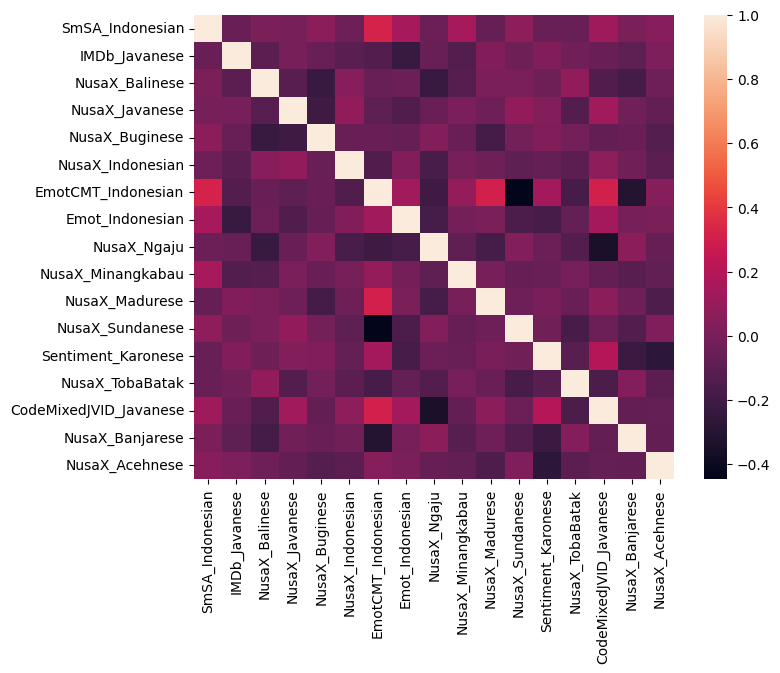 SmSA_Indonesian
IMDb_Javanese
NusaX_Balinese
NusaX_Javanese
NusaX_Buginese
NusaX_Indonesian
EmotCMT_Indonesian
Emot_Indonesian
NusaX_Ngaju
NusaX_Minangkabau
NusaX_Madurese
NusaX_Sundanese
Sentiment_Karonese
NusaX_TobaBatak
CodeMixedJVID_Javanese
NusaX_Banjarese
NusaX_Acehnese
SmSA_Indonesian
IMDb_Javanese
NusaX_Balinese
NusaX_Javanese
NusaX_Buginese
NusaX_Indonesian
EmotCMT_Indonesian
Emot_Indonesian
NusaX_Ngaju
NusaX_Minangkabau
NusaX_Madurese
NusaX_Sundanese
Sentiment_Karonese
NusaX_TobaBatak
CodeMixedJVID_Javanese
NusaX_Banjarese
NusaX_Acehnese
1.0
0.8
0.6
0.4
0.2
0.0
−0.2
−0.4